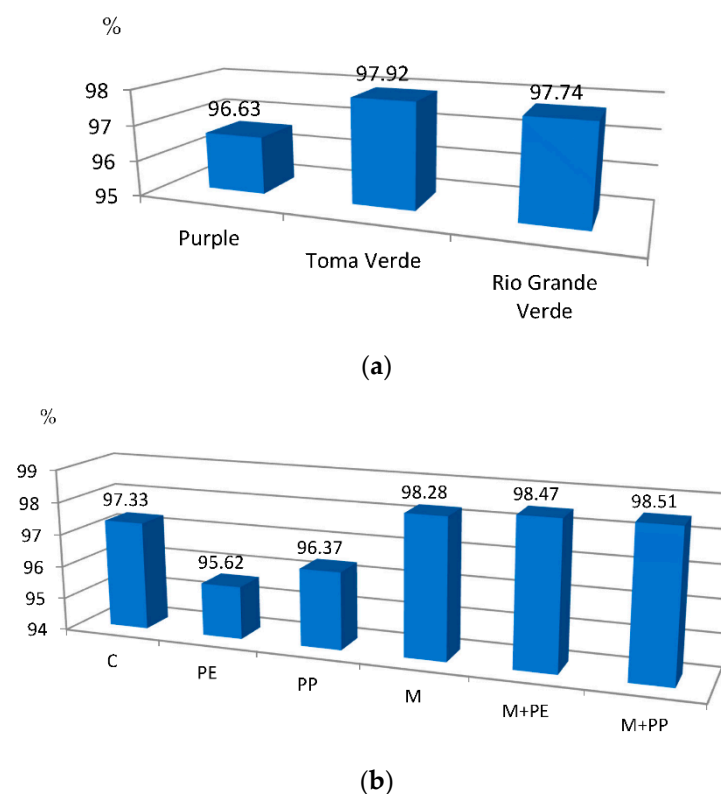 %
98
97
96
95
96.63
97.92
97.74
Purple
Toma Verde
Rio Grande
Verde
(a)
%
99
98
97
96
95
94
97.33
95.62
96.37
98.28
98.47
98.51
C
PE
PP
M
M+PE
M+PP
(b)